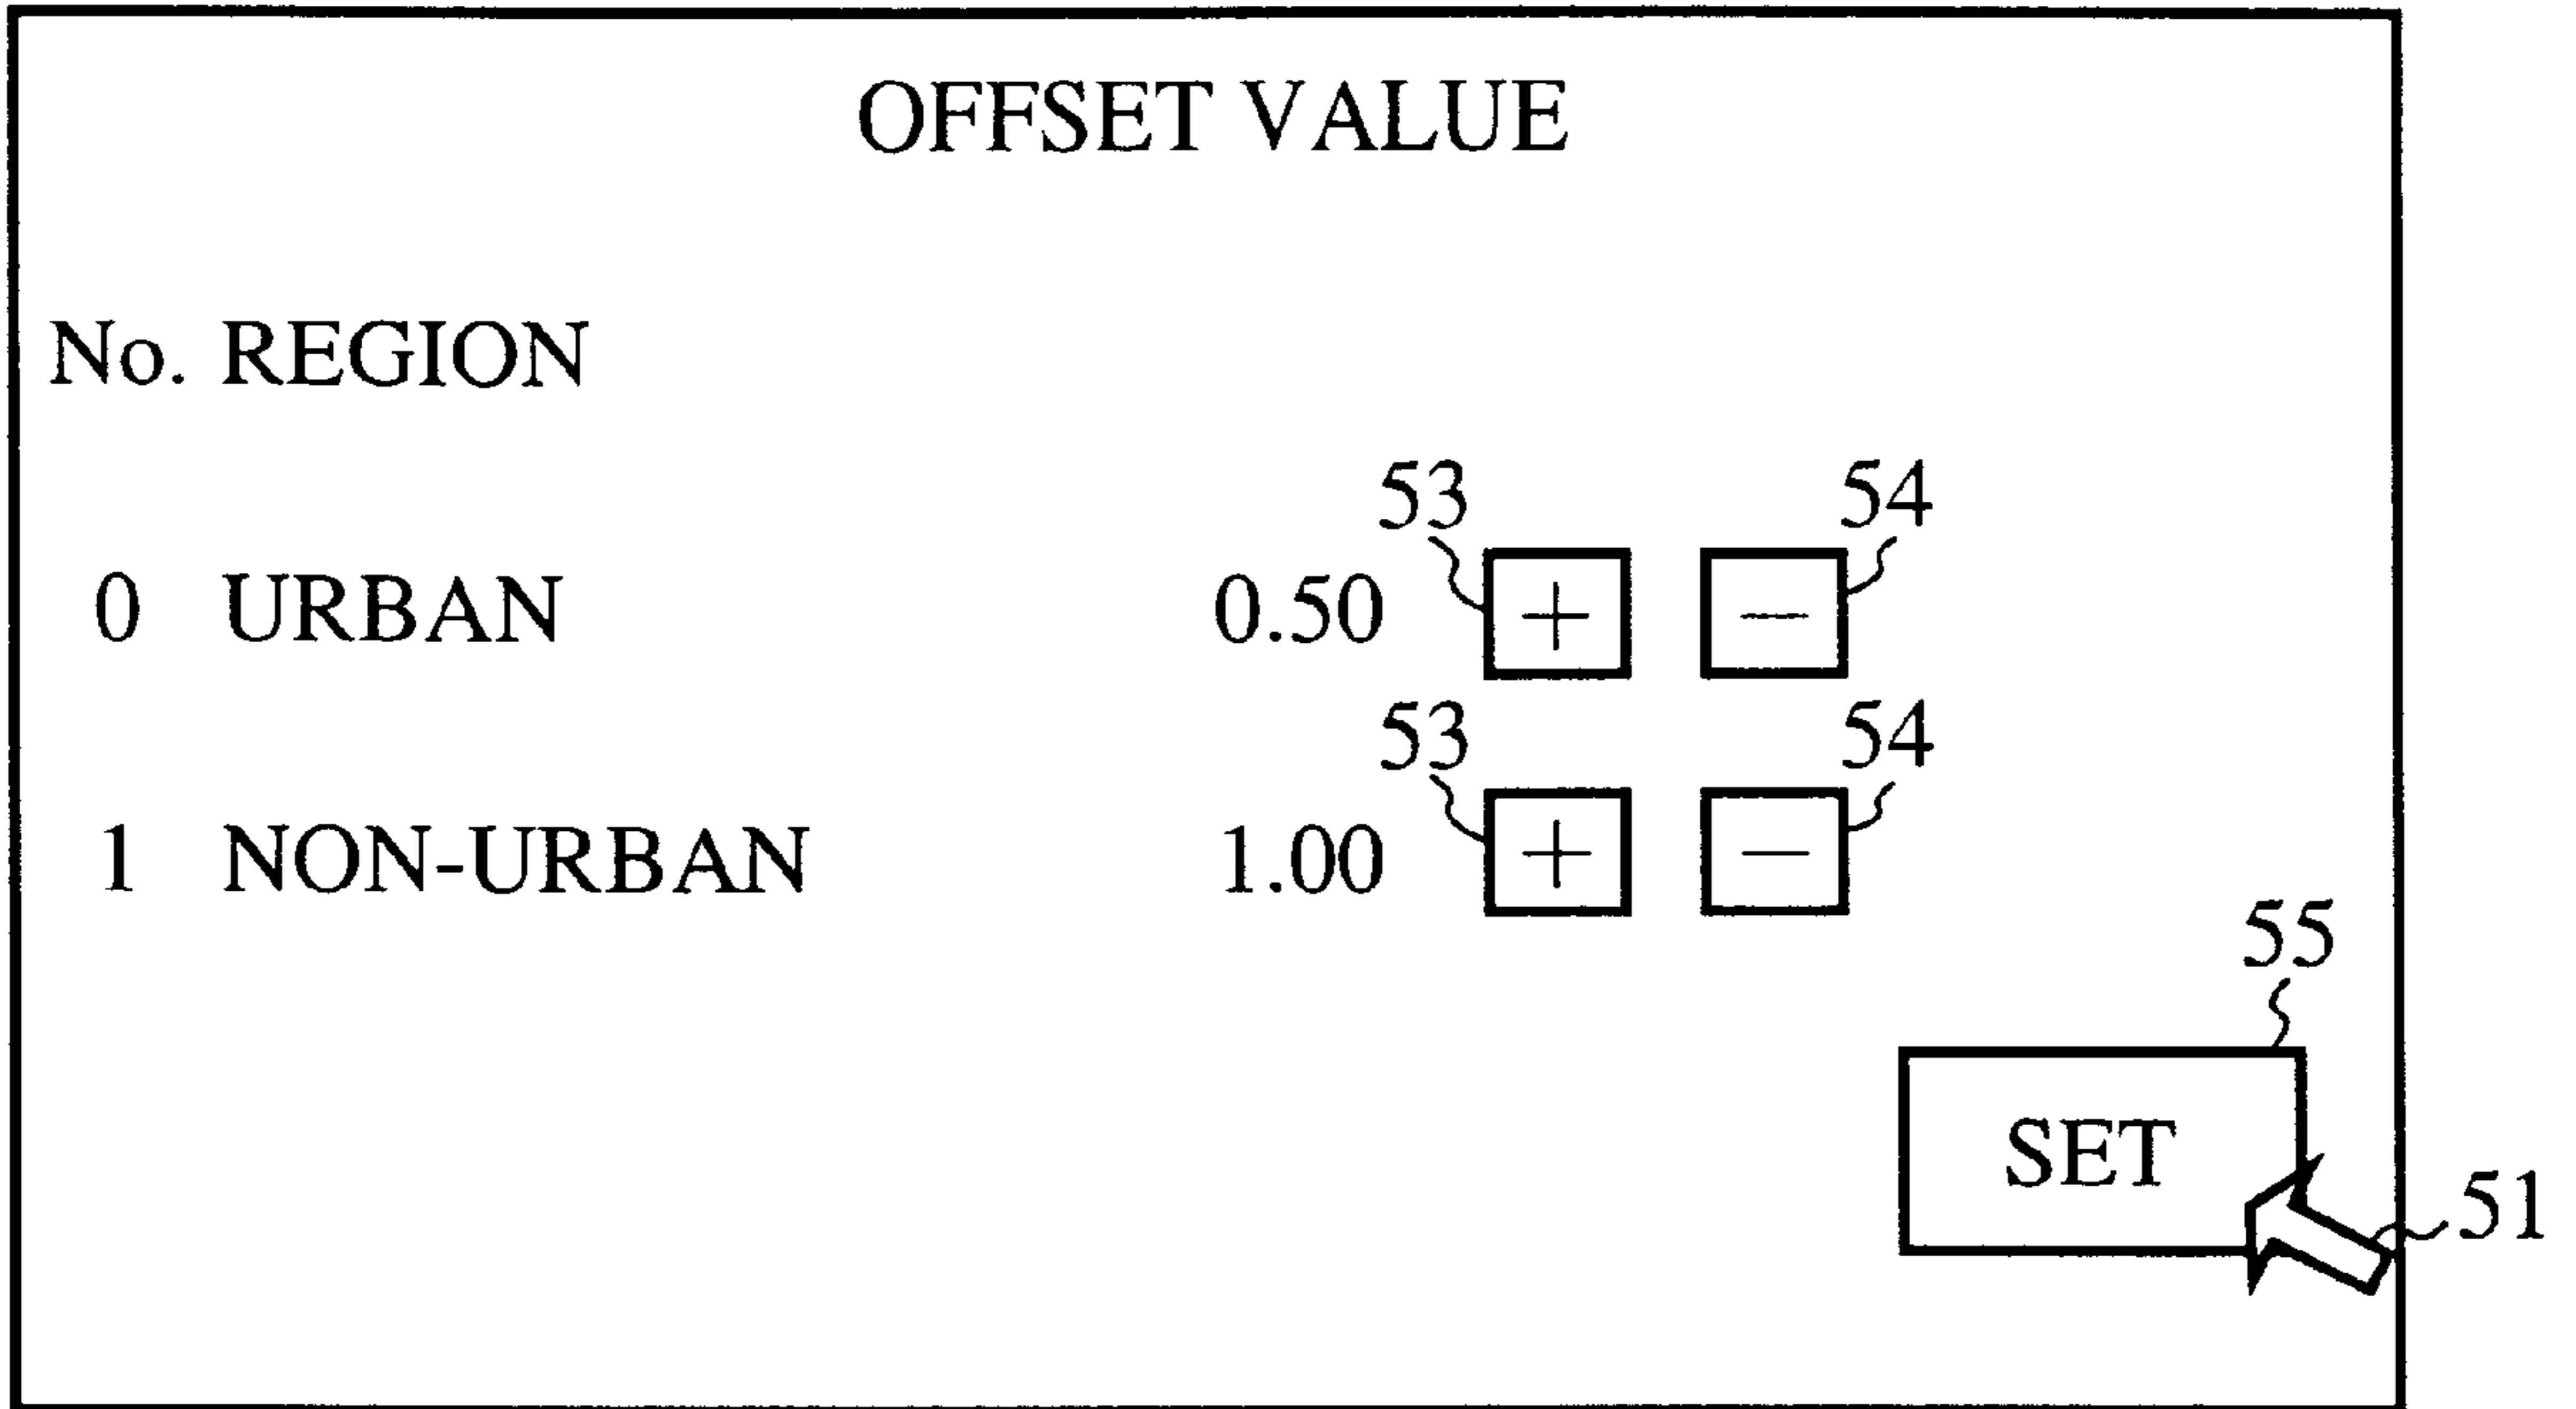 OFFSET VALUE
No. REGION
53 54
0 URBAN 0.50 + −
53 54
1 NON-URBAN 1.00 + −
55
SET
51